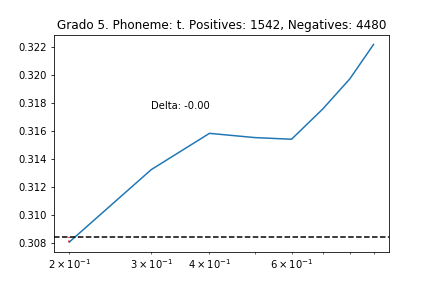 Grado 5. Phoneme: t. Positives: 1542, Negatives: 4480
0.322
0.320
0.318
0.316
0.314
0.312
0.310
0.308
Delta: -0.00
2 × 10⁻¹ 3 × 10⁻¹ 4 × 10⁻¹ 6 × 10⁻¹